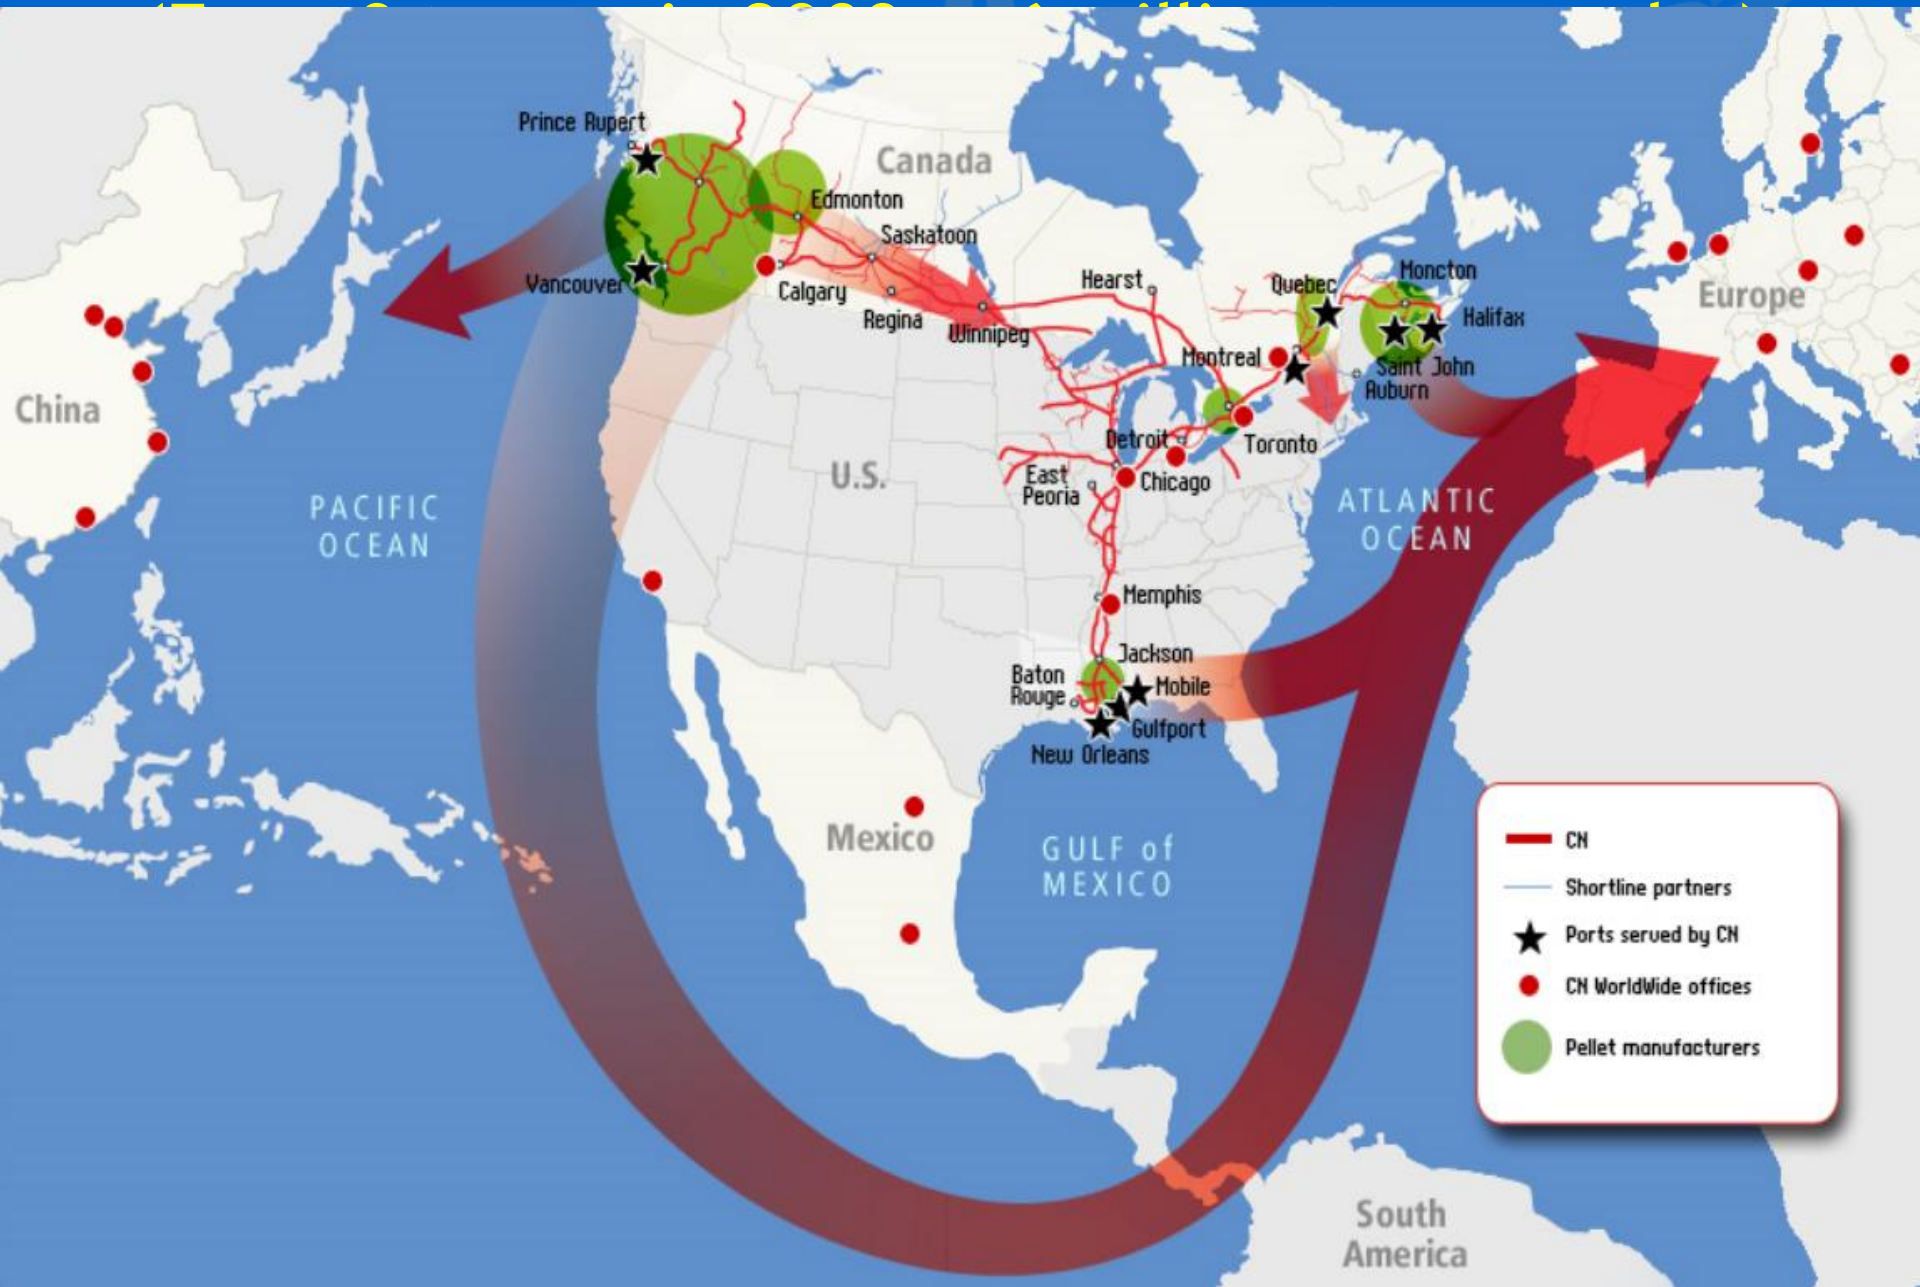 Prince Rupert
Canada
Edmonton
Saskatoon
Vancouver
Calgary
Regina
Winnipeg
Hearst
Quebec
Moncton
Halifax
Montreal
Saint John
Auburn
Europe
China
Detroit
Toronto
U.S.
East
Peoria
Chicago
PACIFIC
OCEAN
ATLANTIC
OCEAN
Memphis
Jackson
Baton
Rouge
Mobile
Gulfport
New Orleans
Mexico
GULF of
MEXICO
CN
Shortline partners
Ports served by CN
CN WorldWide offices
Pellet manufacturers
South
America